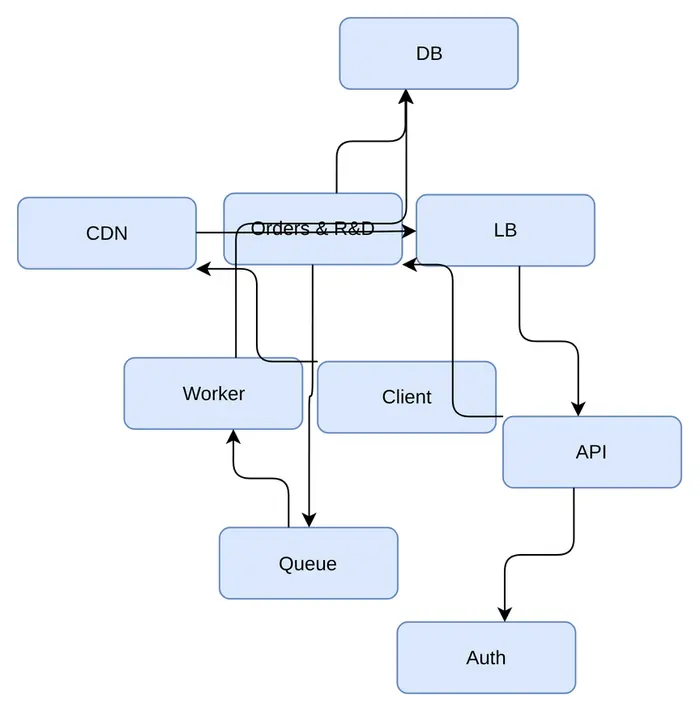 DB
CDN
Orders & R&D
LB
Worker
Client
API
Queue
Auth